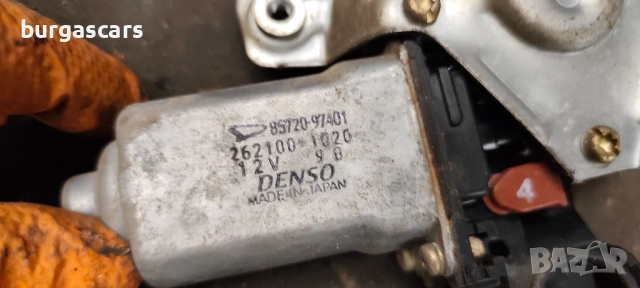 burgascars
85720-97401
262100-1020
12V 9B
DENSO
MADE IN JAPAN
4
BAZAR